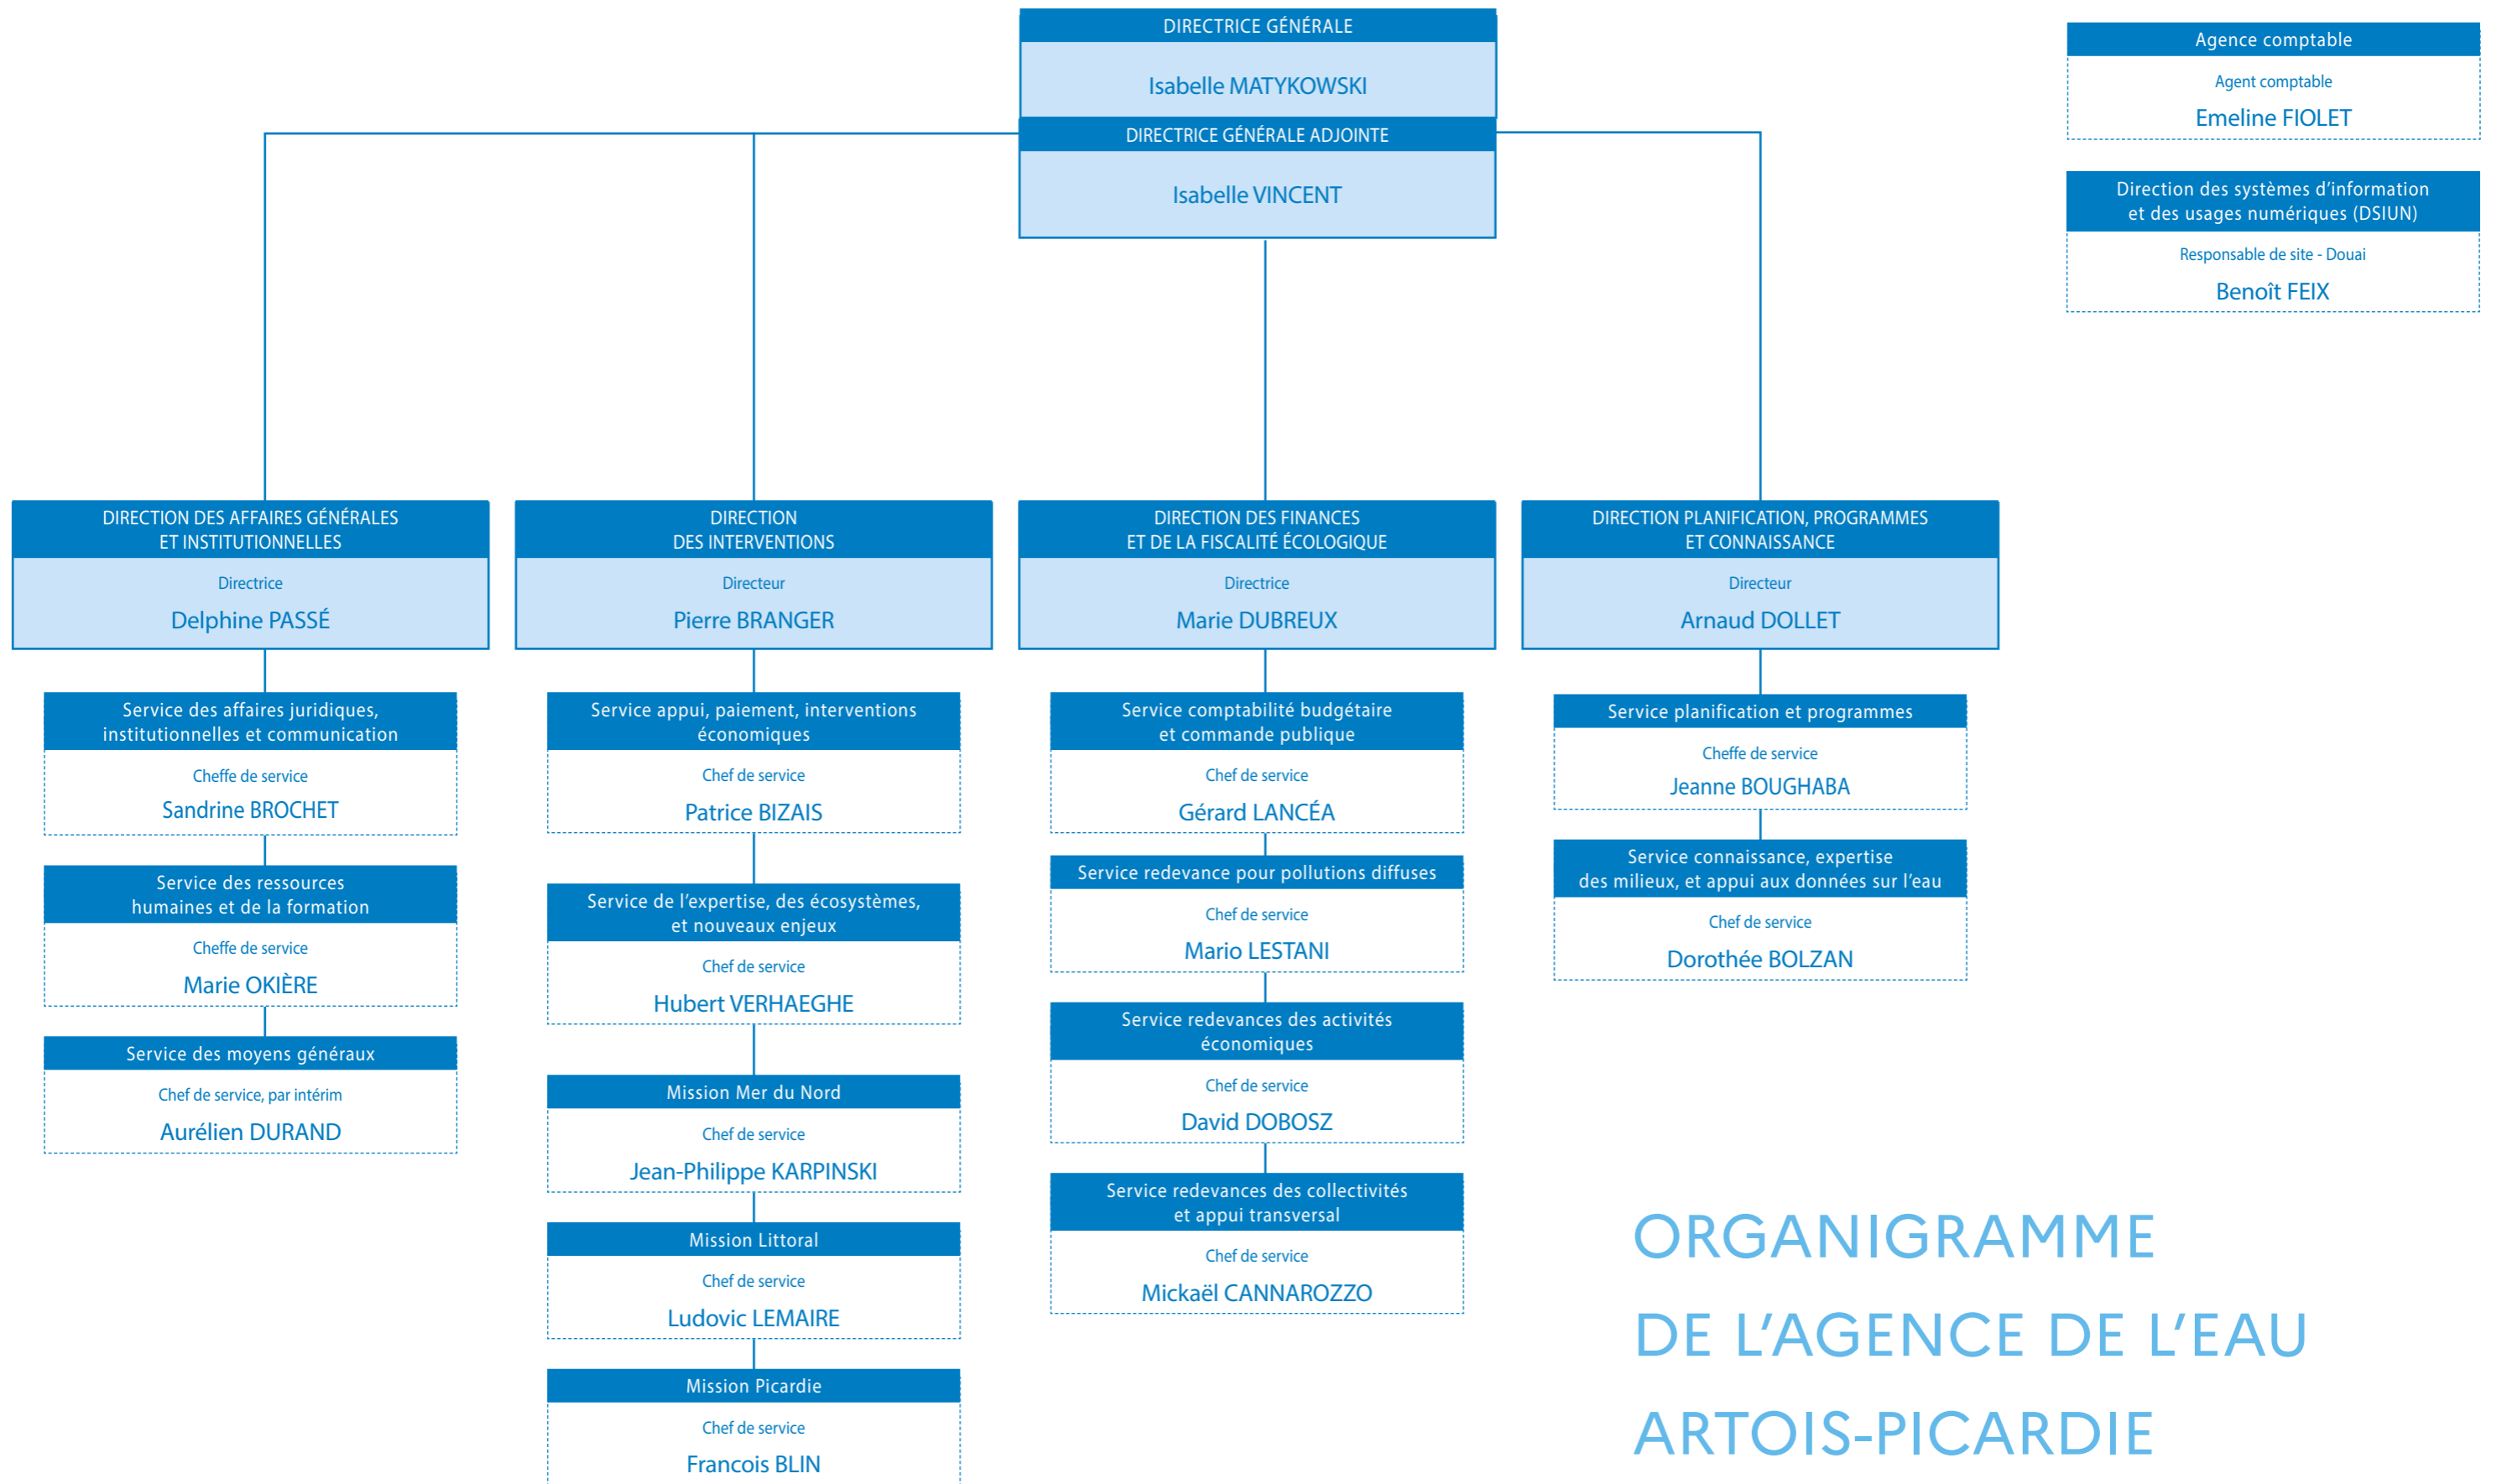 DIRECTRICE GÉNÉRALE
Isabelle MATYKOWSKI
DIRECTRICE GÉNÉRALE ADJOINTE
Isabelle VINCENT
Agence comptable
Agent comptable
Emeline FIOLET
Direction des systèmes d’information
et des usages numériques (DSIUN)
Responsable de site - Douai
Benoît FEIX
DIRECTION DES AFFAIRES GÉNÉRALES
ET INSTITUTIONNELLES
Directrice
Delphine PASSÉ
Service des affaires juridiques,
institutionnelles et communication
Cheffe de service
Sandrine BROCHET
Service des ressources
humaines et de la formation
Cheffe de service
Marie OKIÈRE
Service des moyens généraux
Chef de service, par intérim
Aurélien DURAND
DIRECTION
DES INTERVENTIONS
Directeur
Pierre BRANGER
Service appui, paiement, interventions
économiques
Chef de service
Patrice BIZAIS
Service de l’expertise, des écosystèmes,
et nouveaux enjeux
Chef de service
Hubert VERHAEGHE
Mission Mer du Nord
Chef de service
Jean-Philippe KARPINSKI
Mission Littoral
Chef de service
Ludovic LEMAIRE
Mission Picardie
Chef de service
Francois BLIN
DIRECTION DES FINANCES
ET DE LA FISCALITÉ ÉCOLOGIQUE
Directrice
Marie DUBREUX
Service comptabilité budgétaire
et commande publique
Chef de service
Gérard LANCÉA
Service redevance pour pollutions diffuses
Chef de service
Mario LESTANI
Service redevances des activités
économiques
Chef de service
David DOBOSZ
Service redevances des collectivités
et appui transversal
Chef de service
Mickaël CANNAROZZO
DIRECTION PLANIFICATION, PROGRAMMES
ET CONNAISSANCE
Directeur
Arnaud DOLLET
Service planification et programmes
Cheffe de service
Jeanne BOUGHABA
Service connaissance, expertise
des milieux, et appui aux données sur l’eau
Chef de service
Dorothée BOLZAN
ORGANIGRAMME
DE L’AGENCE DE L’EAU
ARTOIS-PICARDIE